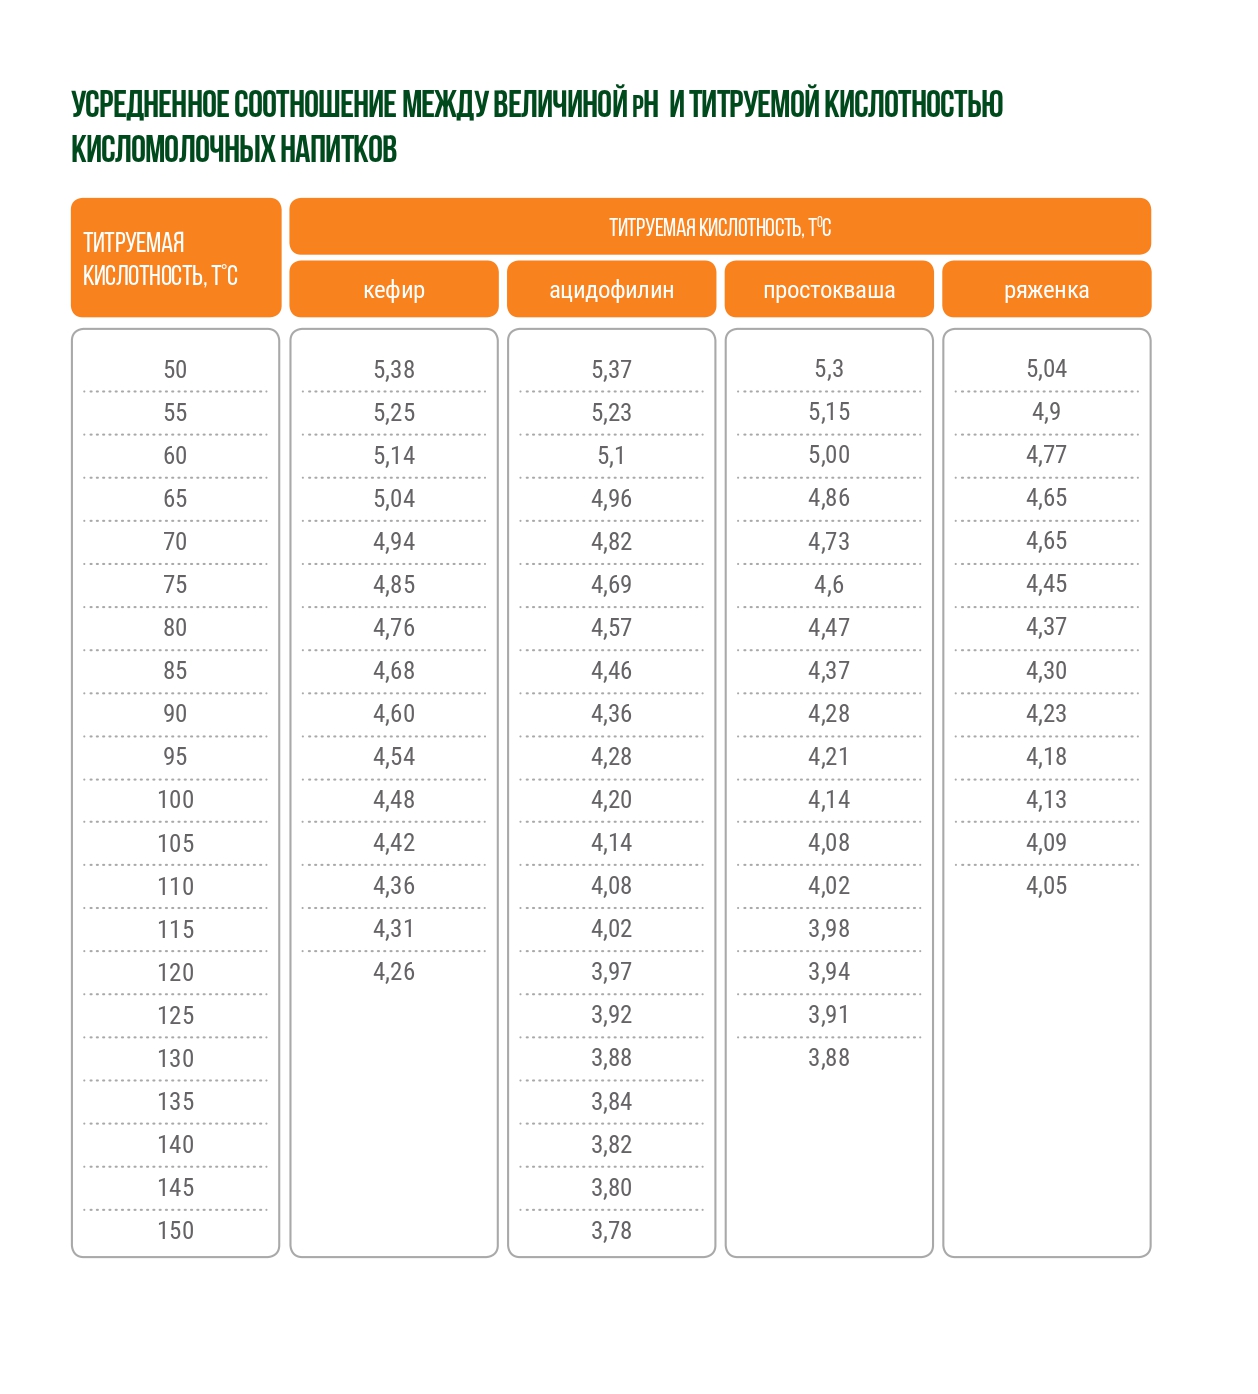 УСРЕДНЕННОЕ СООТНОШЕНИЕ МЕЖДУ ВЕЛИЧИНОЙ pH И ТИТРУЕМОЙ КИСЛОТНОСТЬЮ
КИСЛОМОЛОЧНЫХ НАПИТКОВ
ТИТРУЕМАЯ
КИСЛОТНОСТЬ, T°C
ТИТРУЕМАЯ КИСЛОТНОСТЬ, T⁰C
кефир ацидофилин простокваша ряженка
50 5,38 5,37 5,3 5,04
55 5,25 5,23 5,15 4,9
60 5,14 5,1 5,00 4,77
65 5,04 4,96 4,86 4,65
70 4,94 4,82 4,73 4,65
75 4,85 4,69 4,6 4,45
80 4,76 4,57 4,47 4,37
85 4,68 4,46 4,37 4,30
90 4,60 4,36 4,28 4,23
95 4,54 4,28 4,21 4,18
100 4,48 4,20 4,14 4,13
105 4,42 4,14 4,08 4,09
110 4,36 4,08 4,02 4,05
115 4,31 4,02 3,98
120 4,26 3,97 3,94
125 3,92 3,91
130 3,88 3,88
135 3,84
140 3,82
145 3,80
150 3,78